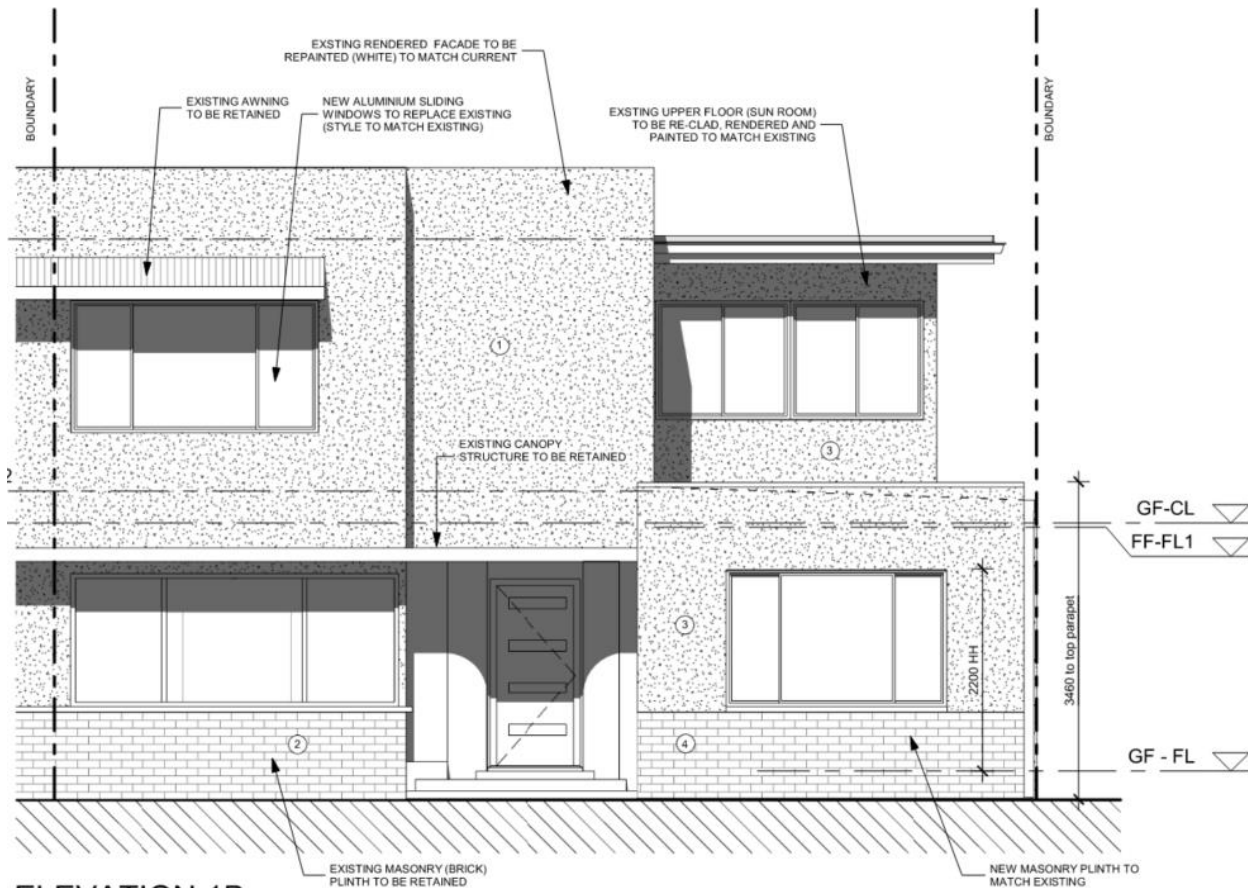 EXSTING RENDERED FACADE TO BE
REPAINTED (WHITE) TO MATCH CURRENT
EXISTING AWNING
TO BE RETAINED
NEW ALUMINIUM SLIDING
WINDOWS TO REPLACE EXISTING
(STYLE TO MATCH EXISTING)
EXISTING UPPER FLOOR (SUN ROOM)
TO BE RE-CLAD, RENDERED AND
PAINTED TO MATCH EXISTING
BOUNDARY
BOUNDARY
1
3
EXISTING CANOPY
STRUCTURE TO BE RETAINED
GF-CL
FF-FL1
3
2200 HH
3460 to top parapet
2
4
GF - FL
EXISTING MASONRY (BRICK)
PLINTH TO BE RETAINED
NEW MASONRY PLINTH TO
MATCH EXISTING